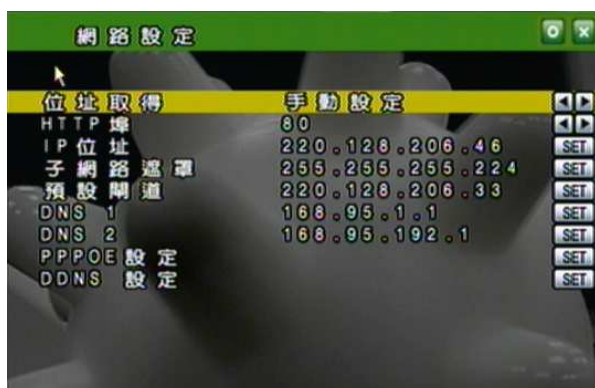 網路設定
位址取得 手動設定
HTTP埠 80
IP位址 220.128.206.46 SET
子網路遮罩 255.255.255.224 SET
預設閘道 220.128.206.33 SET
DNS 1 168.95.1.1 SET
DNS 2 168.95.192.1 SET
PPPOE設定 SET
DDNS 設定 SET